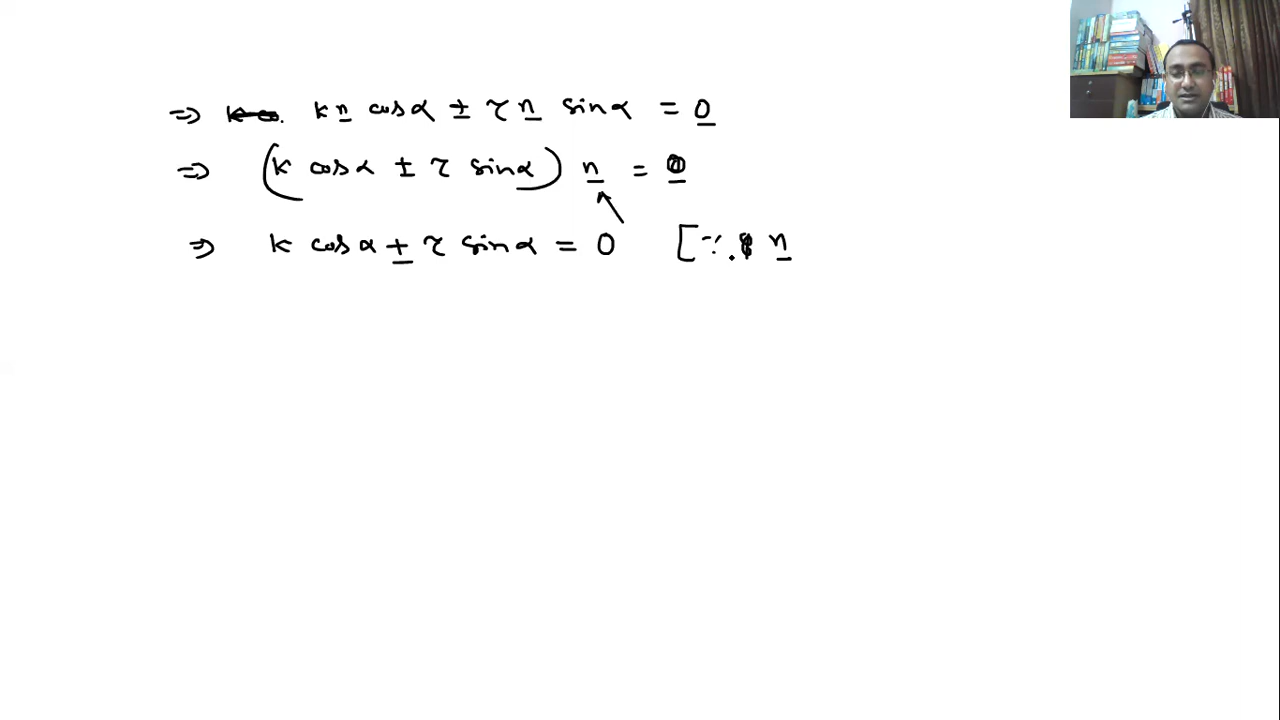 ⇒ k n cos α ± τ n sin α = 0
⇒ (k cos α ± τ sin α) n = 0
⇒ k cos α ± τ sin α = 0 [∵ n